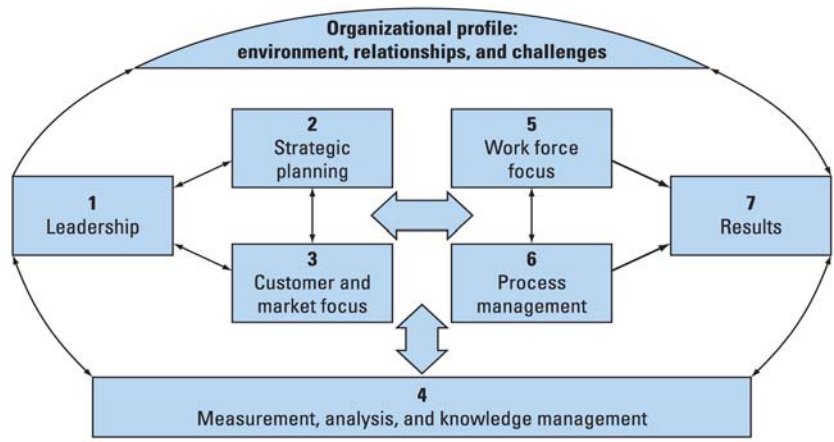 Organizational profile:
environment, relationships, and challenges
2
Strategic
planning
5
Work force
focus
1
Leadership
7
Results
3
Customer and
market focus
6
Process
management
4
Measurement, analysis, and knowledge management